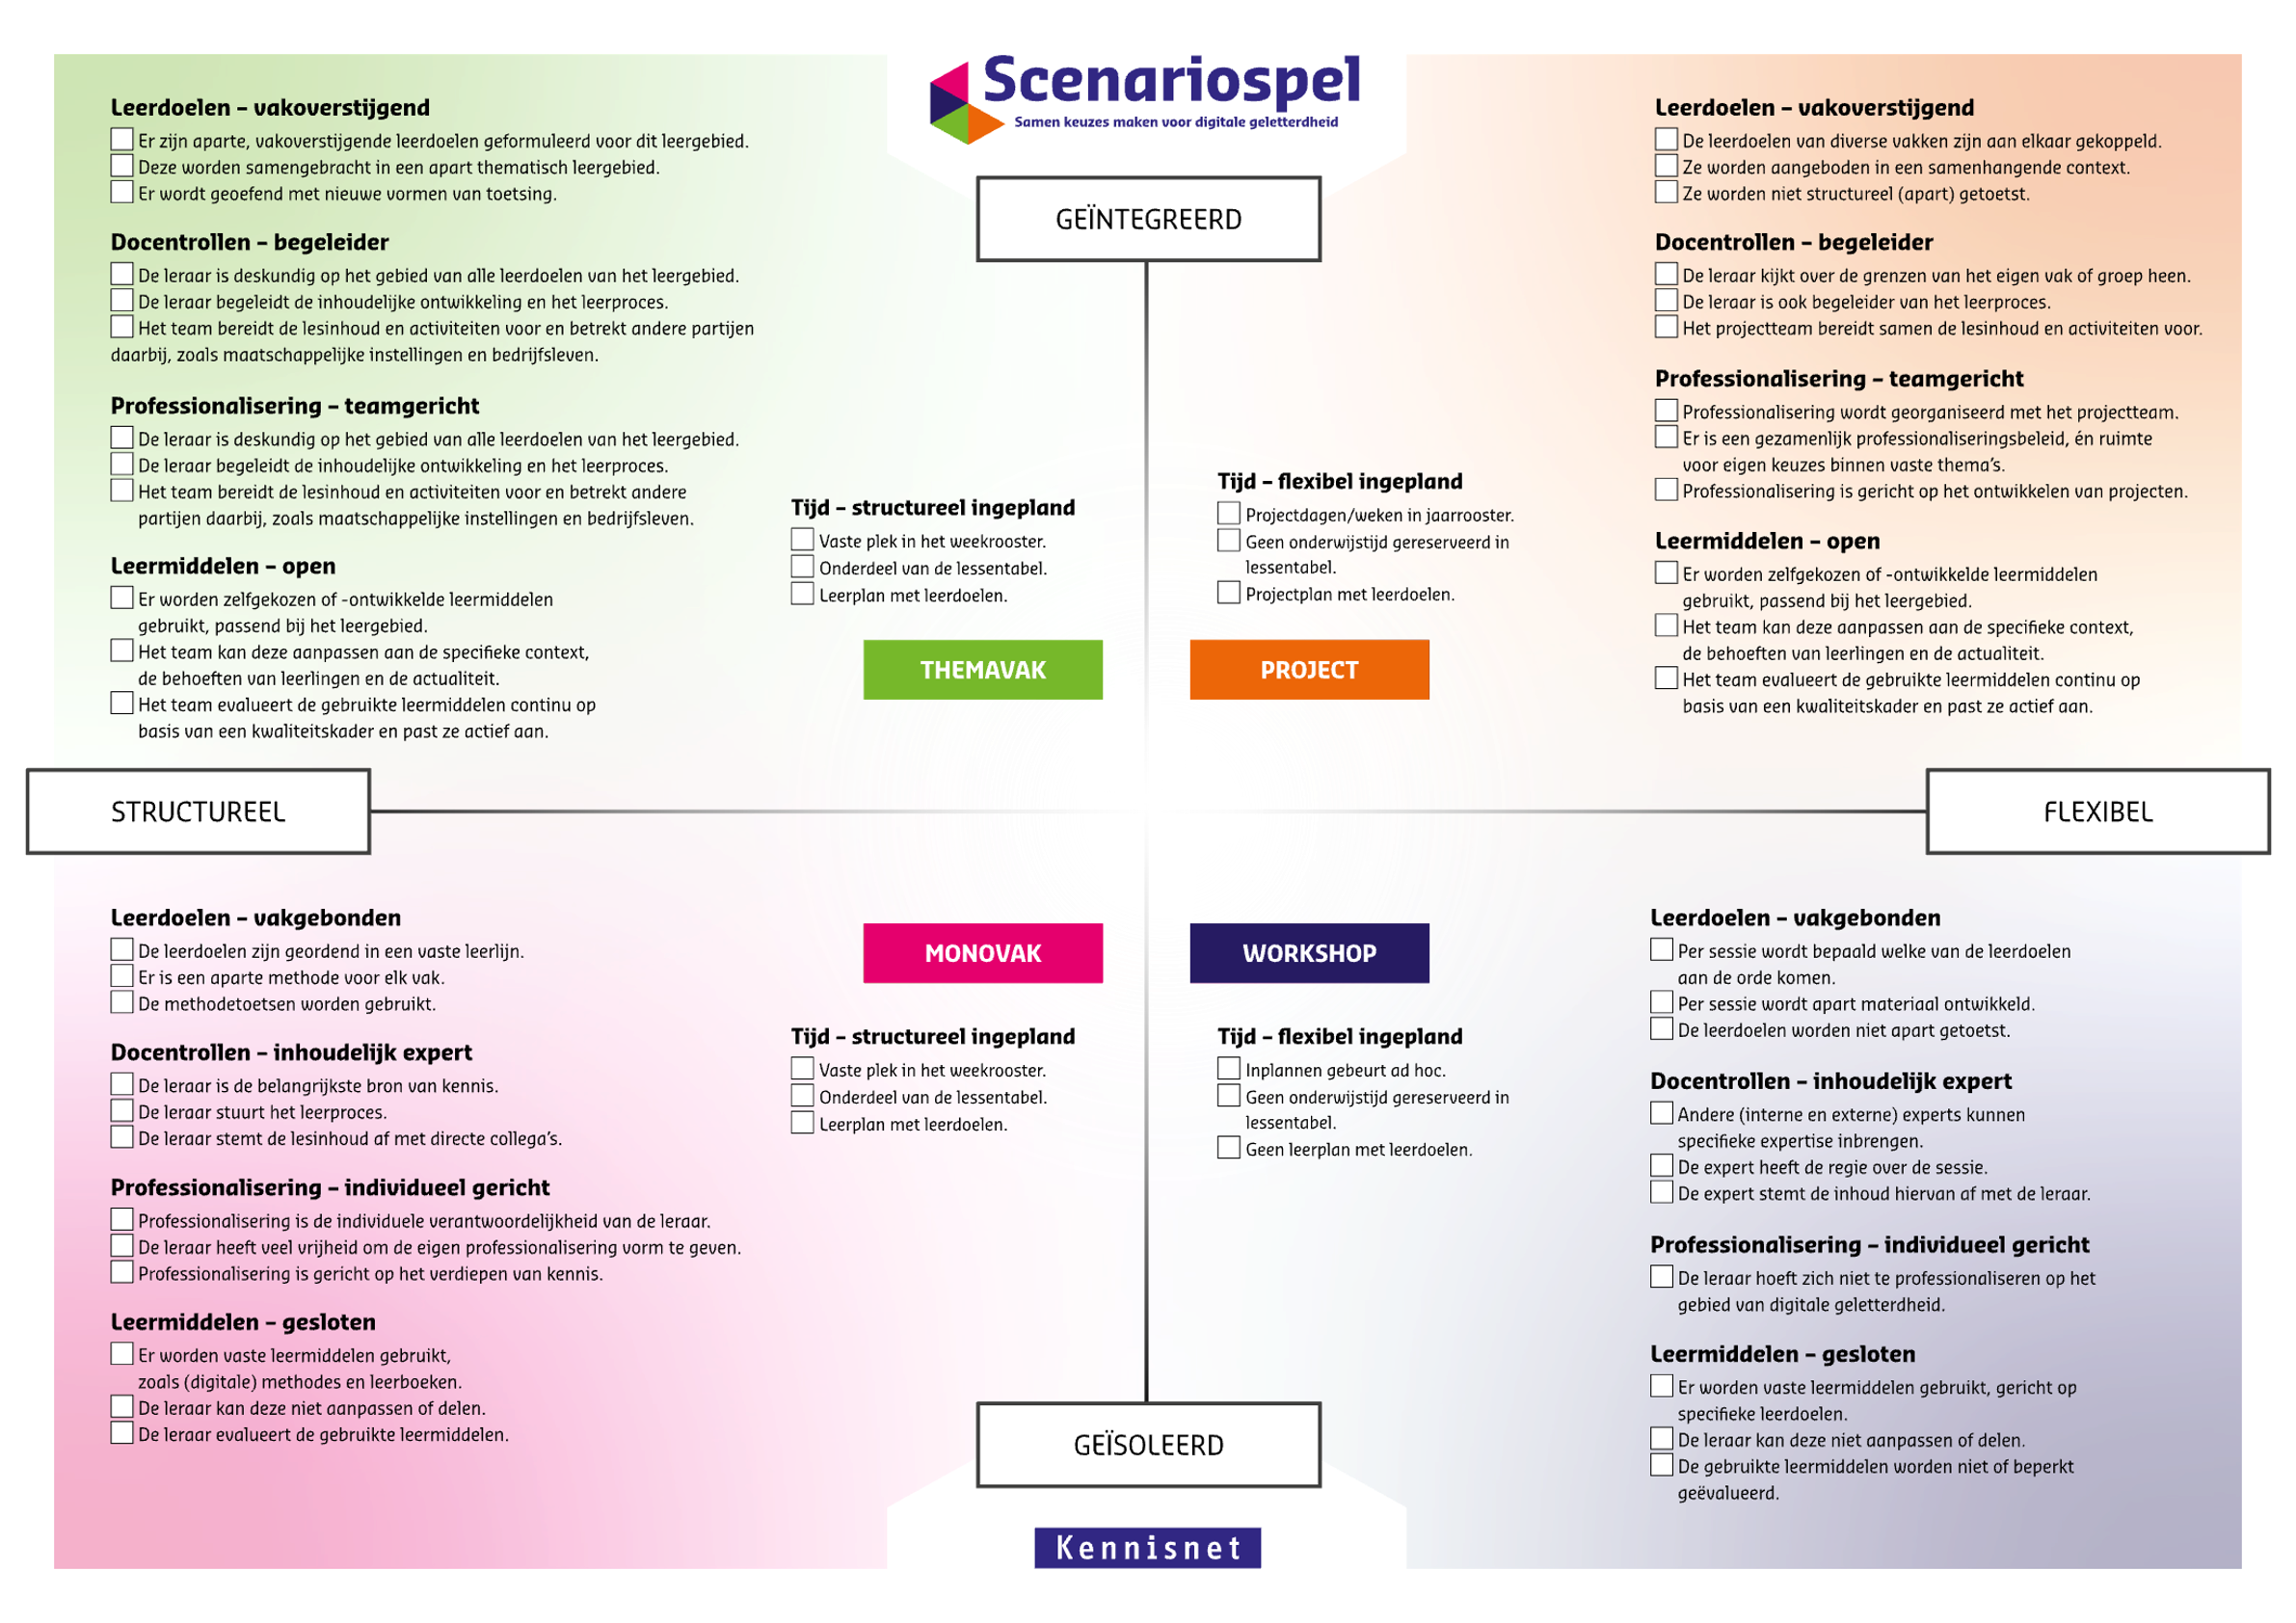 Scenariospel
Samen keuzes maken voor digitale geletterdheid
GEÏNTEGREERD
Leerdoelen – vakoverstijgend
Er zijn aparte, vakoverstijgende leerdoelen geformuleerd voor dit leergebied.
Deze worden samengebracht in een apart thematisch leergebied.
Er wordt geoefend met nieuwe vormen van toetsing.
Docentrollen – begeleider
De leraar is deskundig op het gebied van alle leerdoelen van het leergebied.
De leraar begeleidt de inhoudelijke ontwikkeling en het leerproces.
Het team bereidt de lesinhoud en activiteiten voor en betrekt andere partijen
daarbij, zoals maatschappelijke instellingen en bedrijfsleven.
Professionalisering – teamgericht
De leraar is deskundig op het gebied van alle leerdoelen van het leergebied.
De leraar begeleidt de inhoudelijke ontwikkeling en het leerproces.
Het team bereidt de lesinhoud en activiteiten voor en betrekt andere
partijen daarbij, zoals maatschappelijke instellingen en bedrijfsleven.
Leermiddelen – open
Er worden zelfgekozen of -ontwikkelde leermiddelen
gebruikt, passend bij het leergebied.
Het team kan deze aanpassen aan de specifieke context,
de behoeften van leerlingen en de actualiteit.
Het team evalueert de gebruikte leermiddelen continu op
basis van een kwaliteitskader en past ze actief aan.
Tijd – structureel ingepland
Vaste plek in het weekrooster.
Onderdeel van de lessentabel.
Leerplan met leerdoelen.
THEMAVAK
Tijd – flexibel ingepland
Projectdagen/weken in jaarrooster.
Geen onderwijstijd gereserveerd in
lessentabel.
Projectplan met leerdoelen.
PROJECT
Leerdoelen – vakoverstijgend
De leerdoelen van diverse vakken zijn aan elkaar gekoppeld.
Ze worden aangeboden in een samenhangende context.
Ze worden niet structureel (apart) getoetst.
Docentrollen – begeleider
De leraar kijkt over de grenzen van het eigen vak of groep heen.
De leraar is ook begeleider van het leerproces.
Het projectteam bereidt samen de lesinhoud en activiteiten voor.
Professionalisering – teamgericht
Professionalisering wordt georganiseerd met het projectteam.
Er is een gezamenlijk professionaliseringsbeleid, én ruimte
voor eigen keuzes binnen vaste thema's.
Professionalisering is gericht op het ontwikkelen van projecten.
Leermiddelen – open
Er worden zelfgekozen of -ontwikkelde leermiddelen
gebruikt, passend bij het leergebied.
Het team kan deze aanpassen aan de specifieke context,
de behoeften van leerlingen en de actualiteit.
Het team evalueert de gebruikte leermiddelen continu op
basis van een kwaliteitskader en past ze actief aan.
STRUCTUREEL
FLEXIBEL
Leerdoelen – vakgebonden
De leerdoelen zijn geordend in een vaste leerlijn.
Er is een aparte methode voor elk vak.
De methodetoetsen worden gebruikt.
Docentrollen – inhoudelijk expert
De leraar is de belangrijkste bron van kennis.
De leraar stuurt het leerproces.
De leraar stemt de lesinhoud af met directe collega's.
Professionalisering – individueel gericht
Professionalisering is de individuele verantwoordelijkheid van de leraar.
De leraar heeft veel vrijheid om de eigen professionalisering vorm te geven.
Professionalisering is gericht op het verdiepen van kennis.
Leermiddelen – gesloten
Er worden vaste leermiddelen gebruikt,
zoals (digitale) methodes en leerboeken.
De leraar kan deze niet aanpassen of delen.
De leraar evalueert de gebruikte leermiddelen.
MONOVAK
Tijd – structureel ingepland
Vaste plek in het weekrooster.
Onderdeel van de lessentabel.
Leerplan met leerdoelen.
WORKSHOP
Tijd – flexibel ingepland
Inplannen gebeurt ad hoc.
Geen onderwijstijd gereserveerd in
lessentabel.
Geen leerplan met leerdoelen.
Leerdoelen – vakgebonden
Per sessie wordt bepaald welke van de leerdoelen
aan de orde komen.
Per sessie wordt apart materiaal ontwikkeld.
De leerdoelen worden niet apart getoetst.
Docentrollen – inhoudelijk expert
Andere (interne en externe) experts kunnen
specifieke expertise inbrengen.
De expert heeft de regie over de sessie.
De expert stemt de inhoud hiervan af met de leraar.
Professionalisering – individueel gericht
De leraar hoeft zich niet te professionaliseren op het
gebied van digitale geletterdheid.
Leermiddelen – gesloten
Er worden vaste leermiddelen gebruikt, gericht op
specifieke leerdoelen.
De leraar kan deze niet aanpassen of delen.
De gebruikte leermiddelen worden niet of beperkt
geëvalueerd.
GEÏSOLEERD
Kennisnet